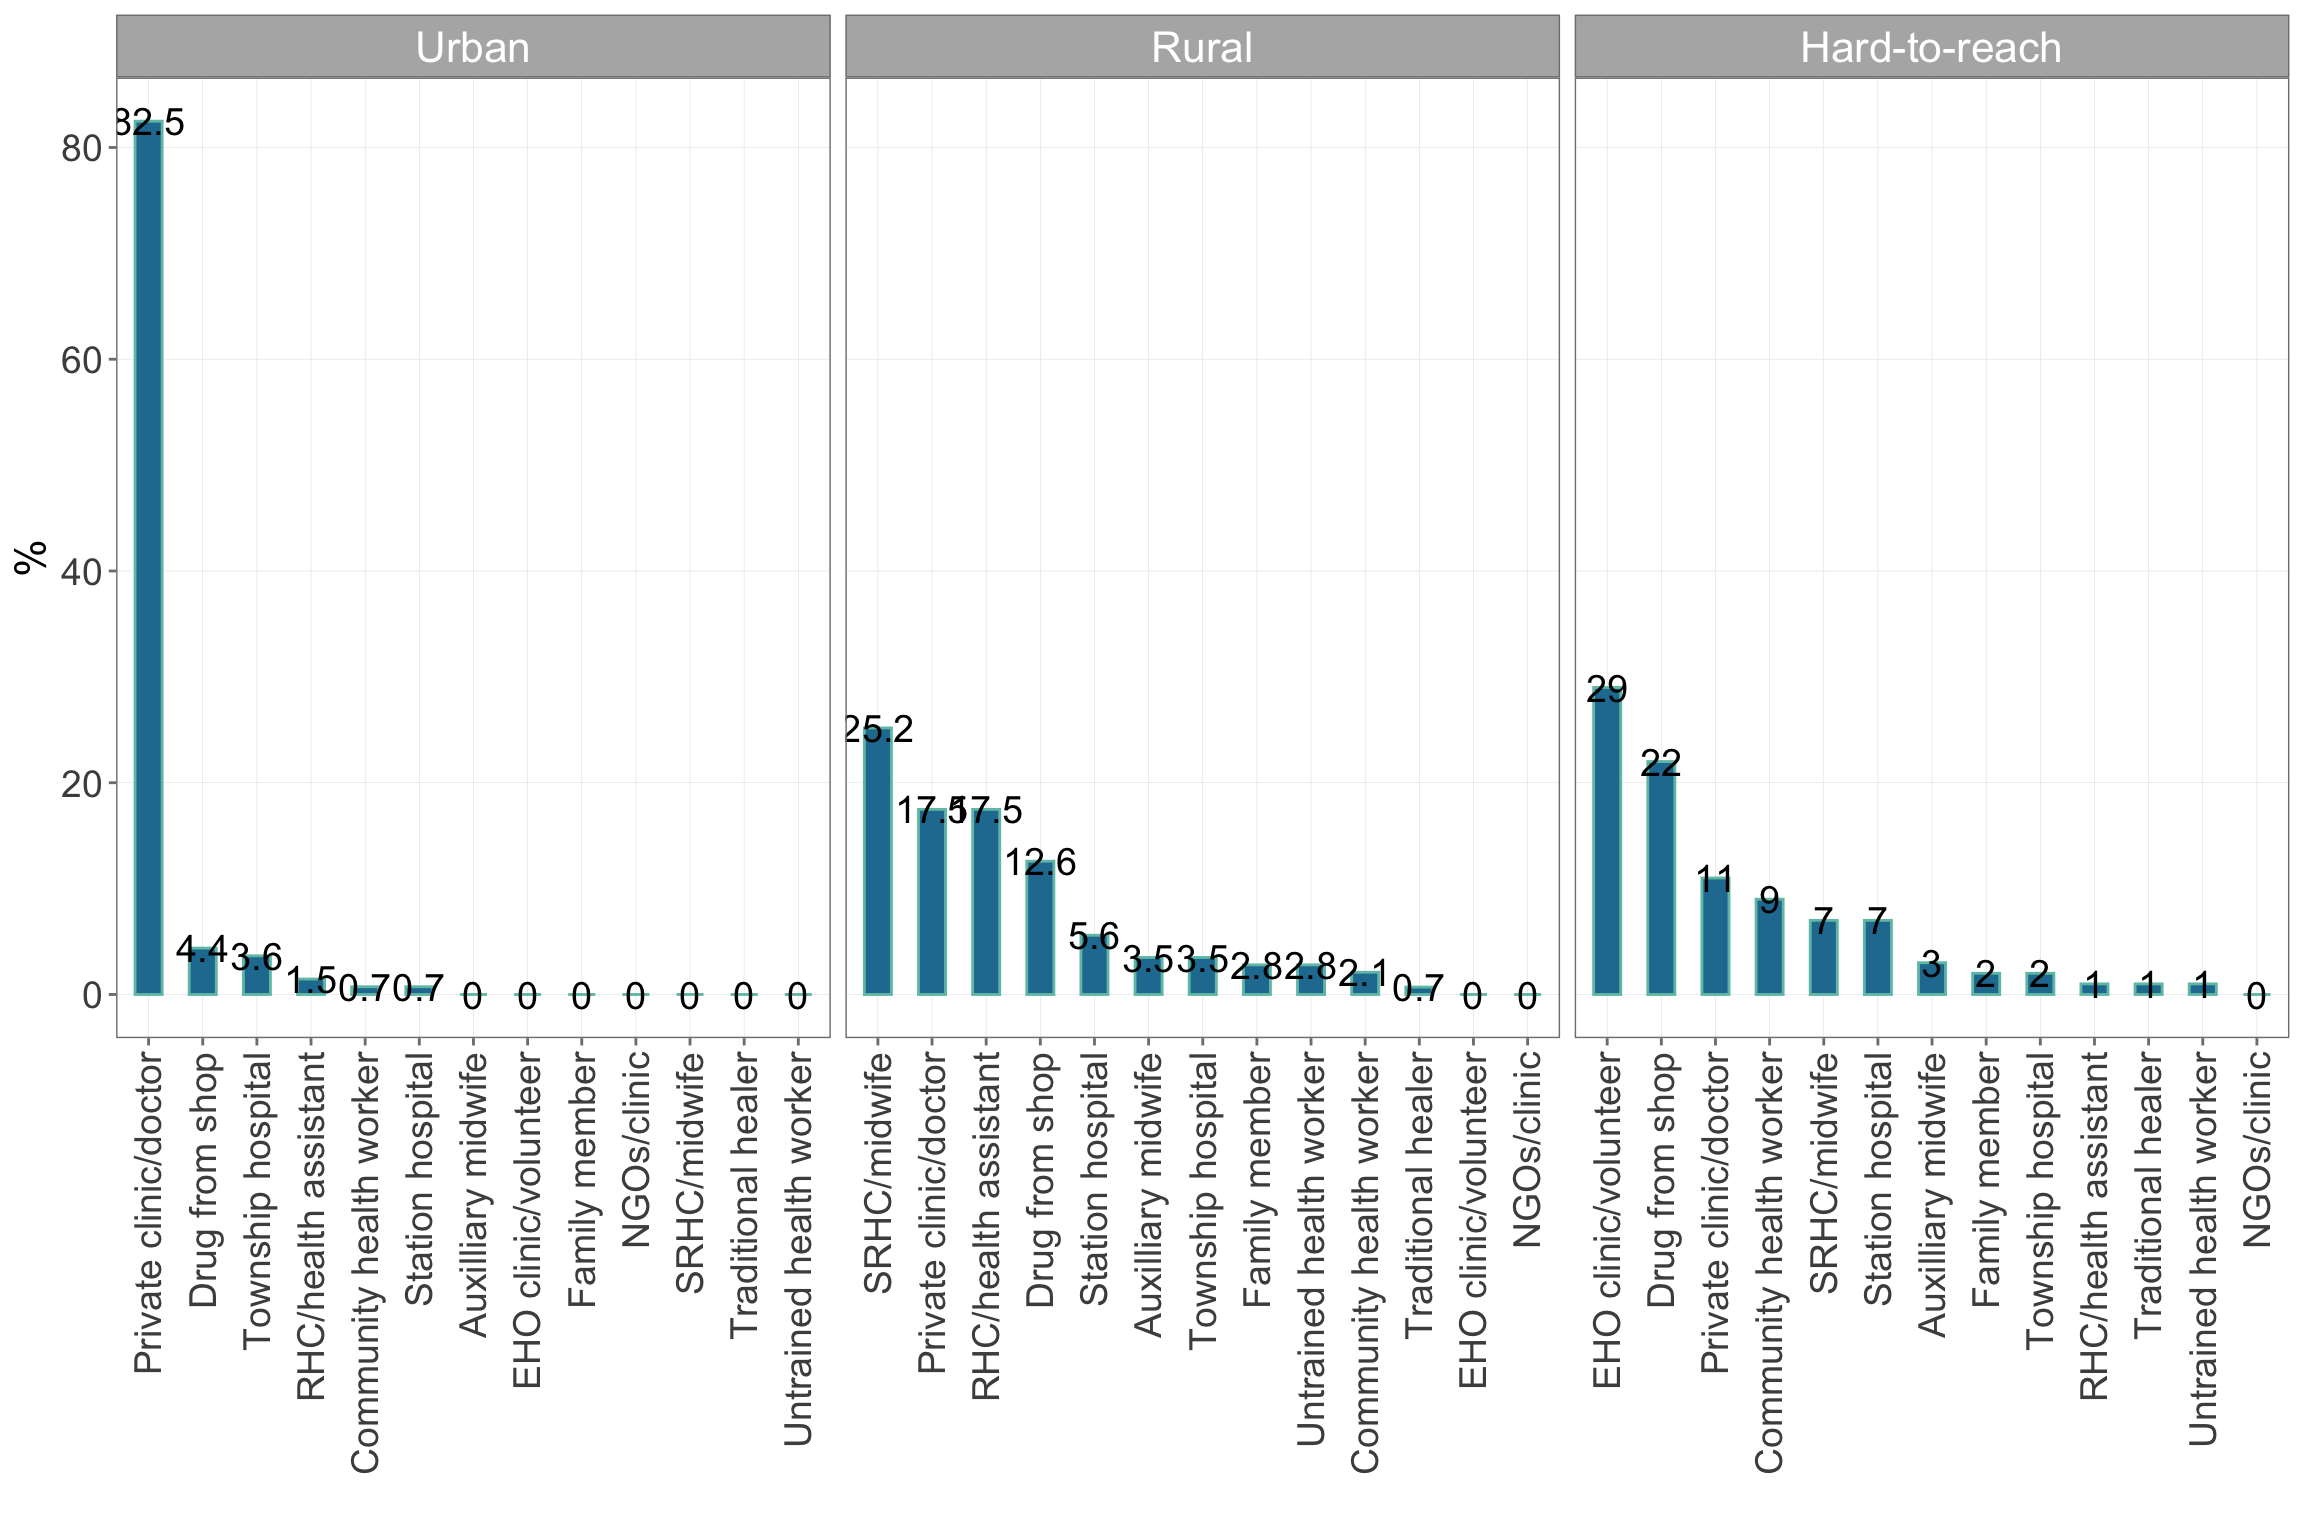 Urban
Rural
Hard-to-reach
%
80
60
40
20
0
82.5
4.4
3.6
1.5
0.7
0.7
0
0
0
0
0
0
0
25.2
17.5
17.5
12.6
5.6
3.5
3.5
2.8
2.8
2.1
0.7
0
0
29
22
11
9
7
7
3
2
2
1
1
1
0
Private clinic/doctor
Drug from shop
Township hospital
RHC/health assistant
Community health worker
Station hospital
Auxilliary midwife
EHO clinic/volunteer
Family member
NGOs/clinic
SRHC/midwife
Traditional healer
Untrained health worker
SRHC/midwife
Private clinic/doctor
RHC/health assistant
Drug from shop
Station hospital
Auxilliary midwife
Township hospital
Family member
Untrained health worker
Community health worker
Traditional healer
EHO clinic/volunteer
NGOs/clinic
EHO clinic/volunteer
Drug from shop
Private clinic/doctor
Community health worker
SRHC/midwife
Station hospital
Auxilliary midwife
Family member
Township hospital
RHC/health assistant
Traditional healer
Untrained health worker
NGOs/clinic